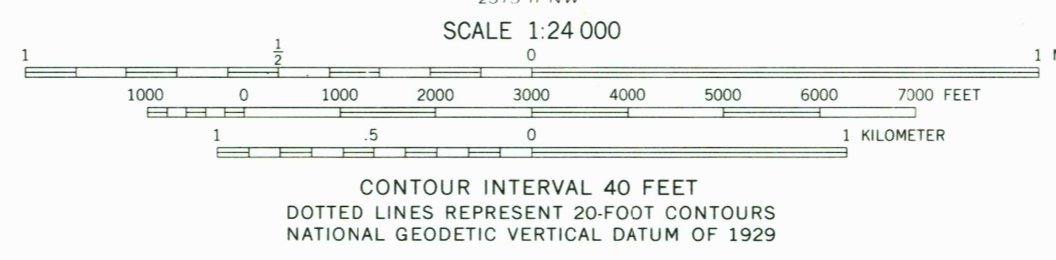 SCALE 1:24 000
1 1/2 0 1
1000 0 1000 2000 3000 4000 5000 6000 7000 FEET
1 .5 0 1 KILOMETER
CONTOUR INTERVAL 40 FEET
DOTTED LINES REPRESENT 20-FOOT CONTOURS
NATIONAL GEODETIC VERTICAL DATUM OF 1929